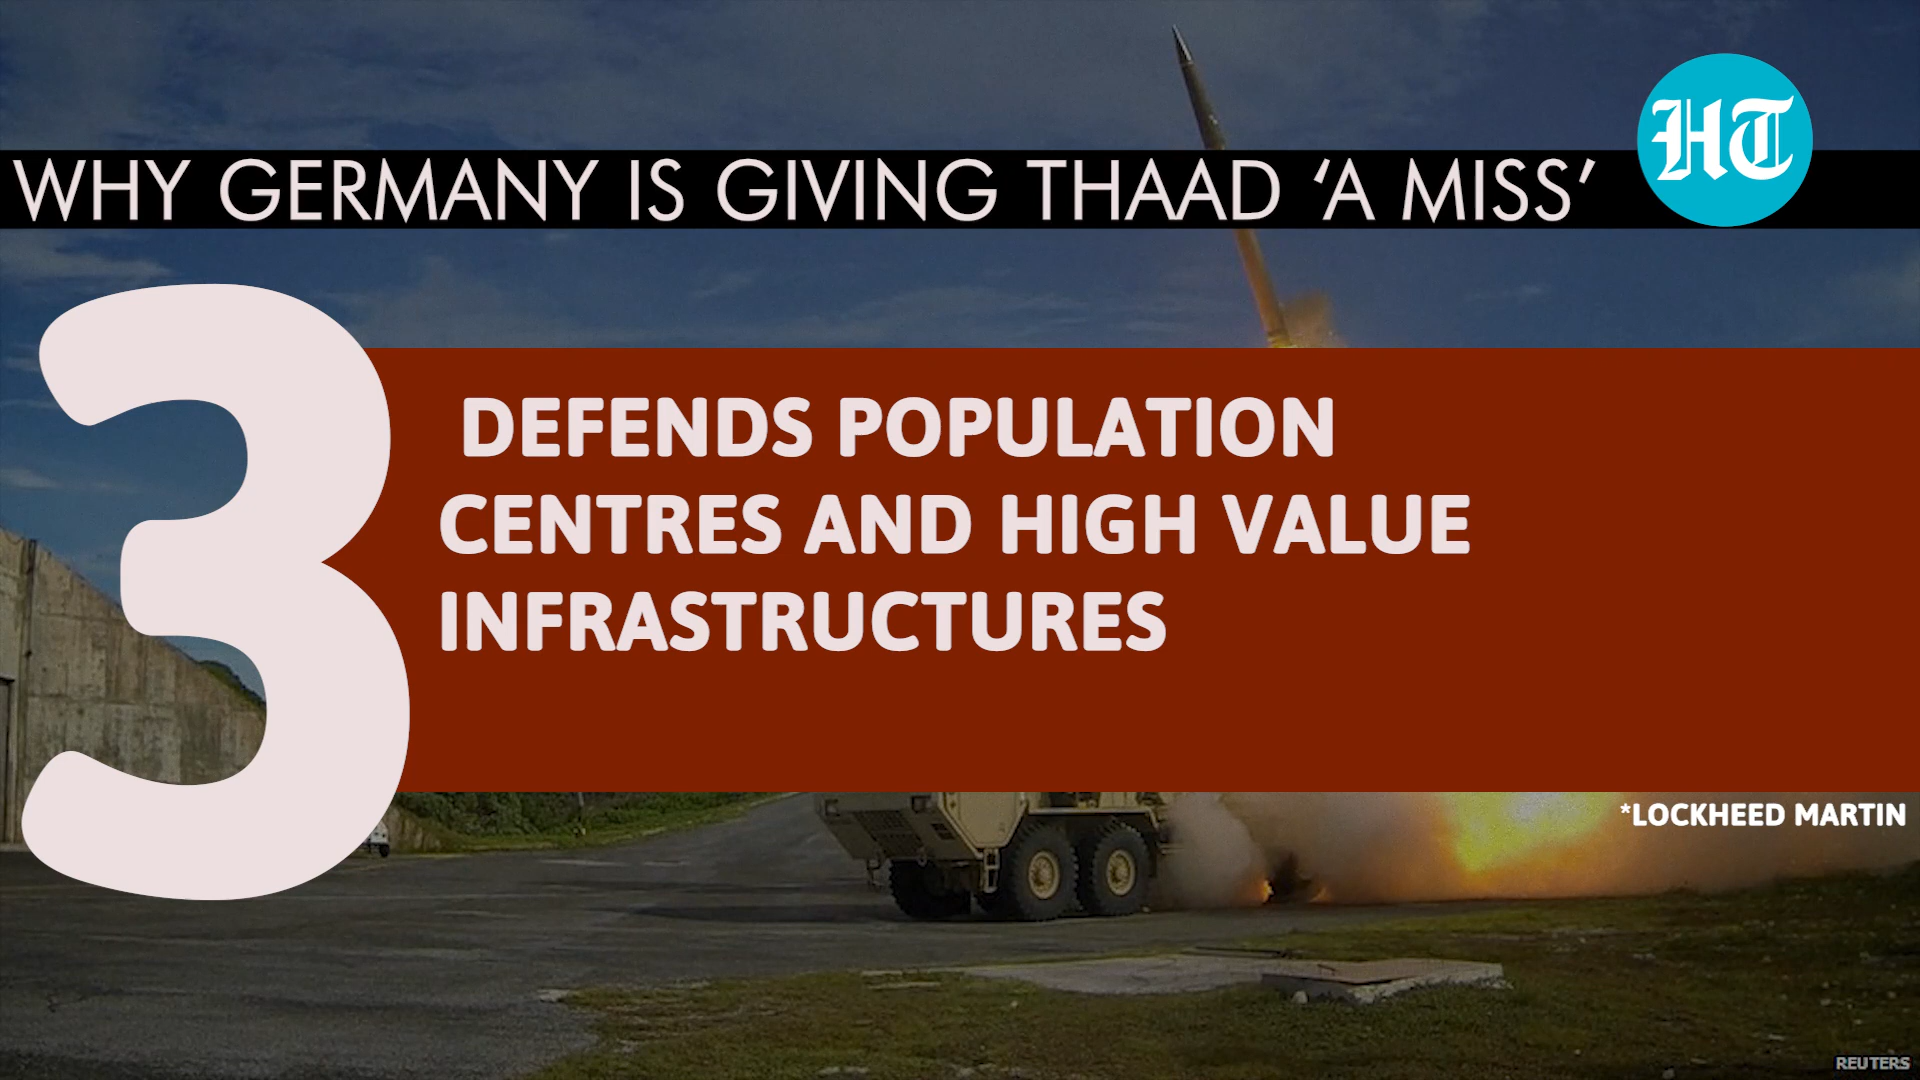 WHY GERMANY IS GIVING THAAD ‘A MISS’
HT
3
DEFENDS POPULATION
CENTRES AND HIGH VALUE
INFRASTRUCTURES
*LOCKHEED MARTIN
REUTERS